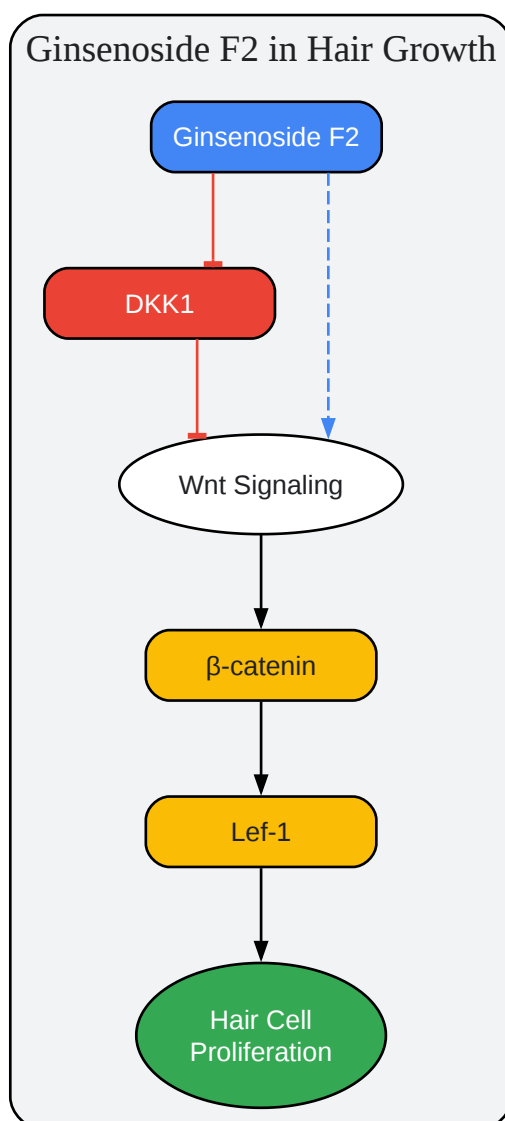 Ginsenoside F2 in Hair Growth
Ginsenoside F2
DKK1
Wnt Signaling
β-catenin
Lef-1
Hair Cell
Proliferation